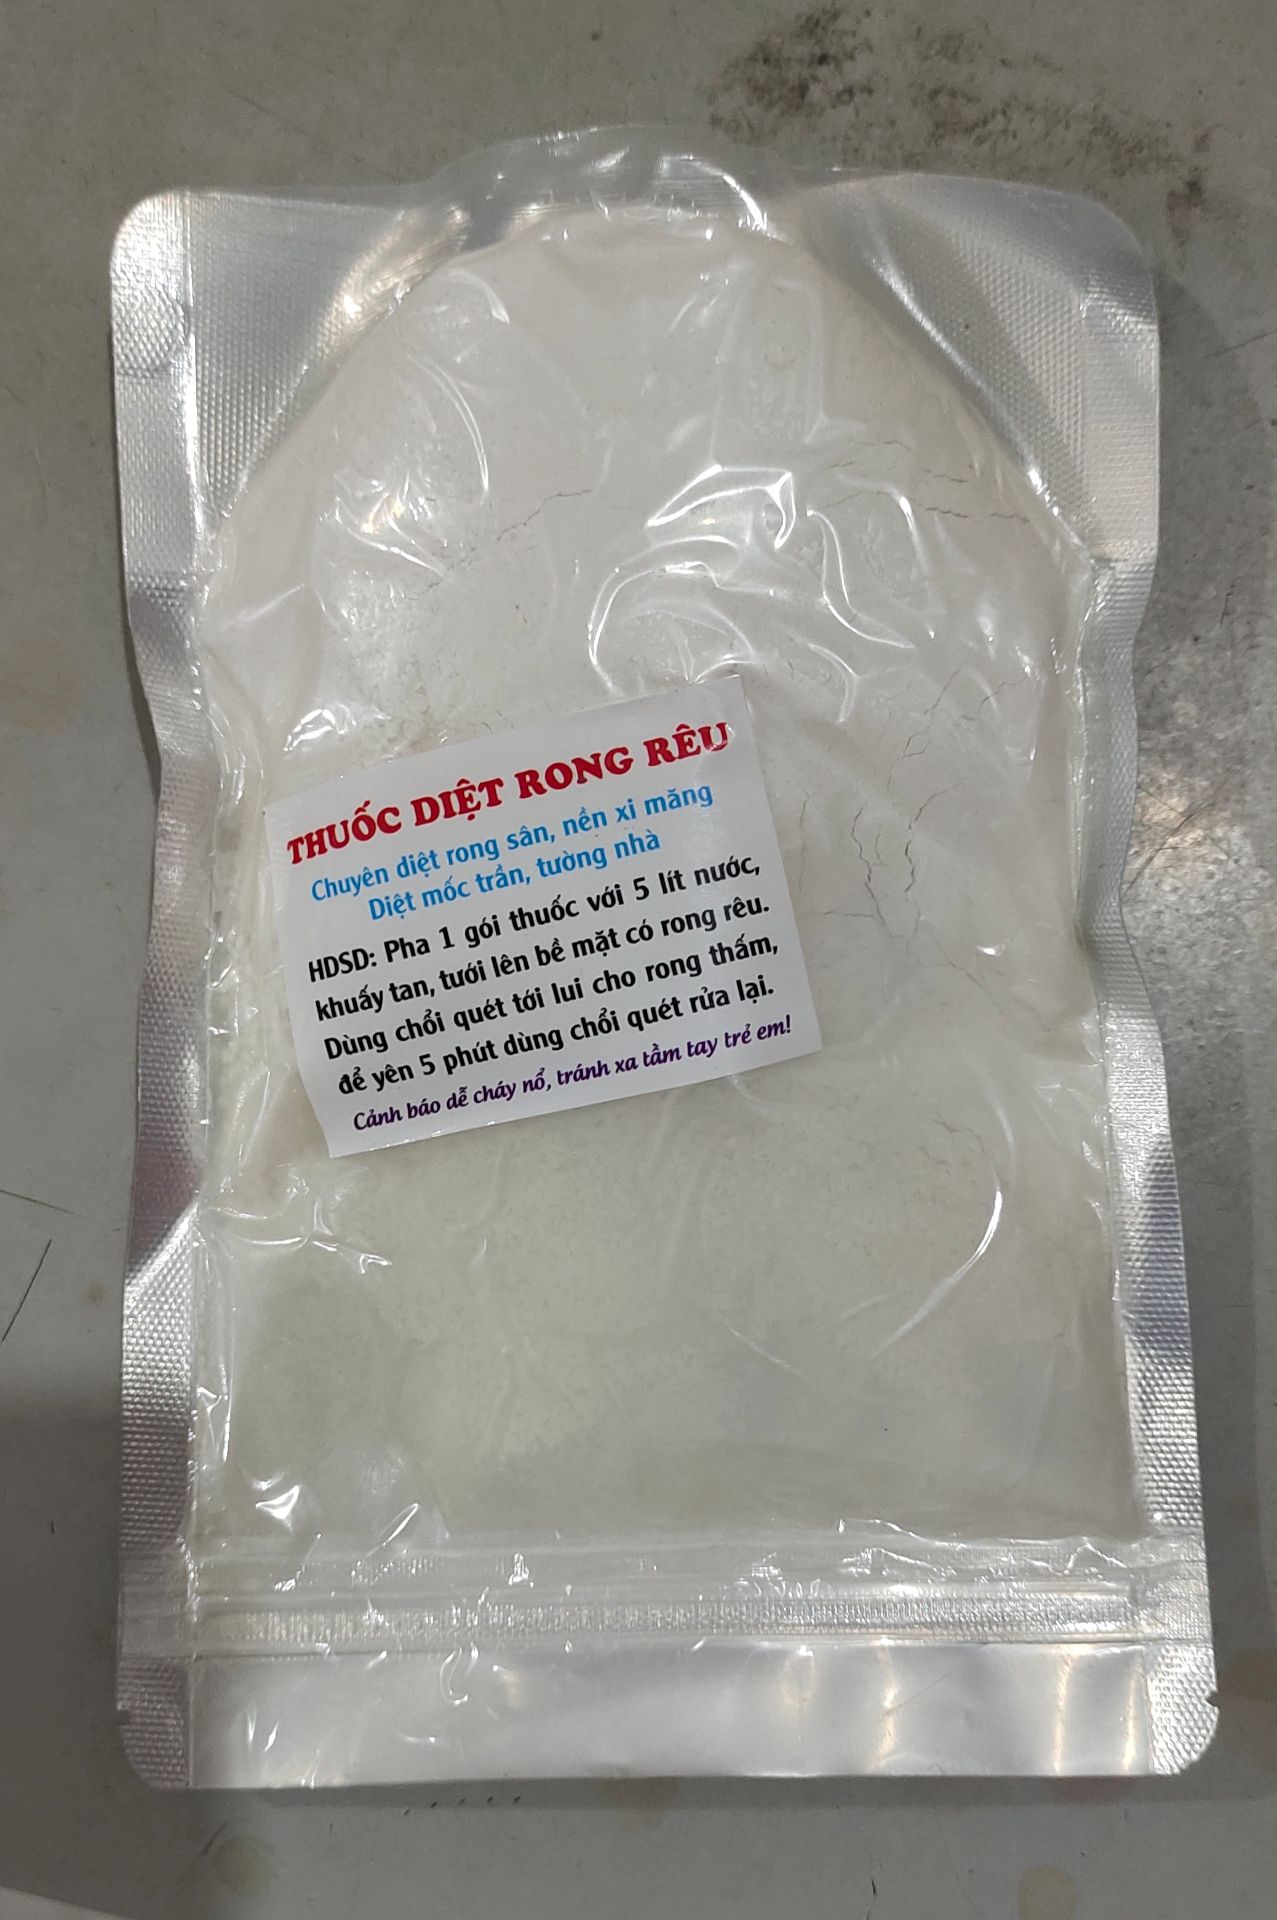 THUỐC DIỆT RONG RÊU
Chuyên diệt rong sân, nền xi măng
Diệt mốc trần, tường nhà
HDSD: Pha 1 gói thuốc với 5 lít nước,
khuấy tan, tưới lên bề mặt có rong rêu.
Dùng chổi quét tới lui cho rong thấm,
để yên 5 phút dùng chổi quét rửa lại.
Cảnh báo dễ cháy nổ, tránh xa tầm tay trẻ em!